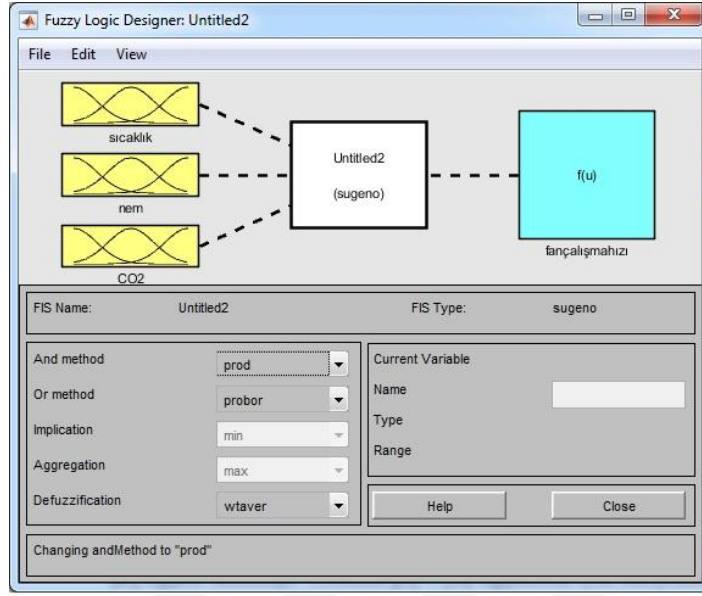 Fuzzy Logic Designer: Untitled2
File Edit View
sıcaklık
nem
CO2
Untitled2
(sugeno)
f(u)
fançalışmahızı
FIS Name: Untitled2 FIS Type: sugeno
And method prod
Or method probor
Implication min
Aggregation max
Defuzzification wtaver
Current Variable
Name
Type
Range
Help Close
Changing andMethod to "prod"